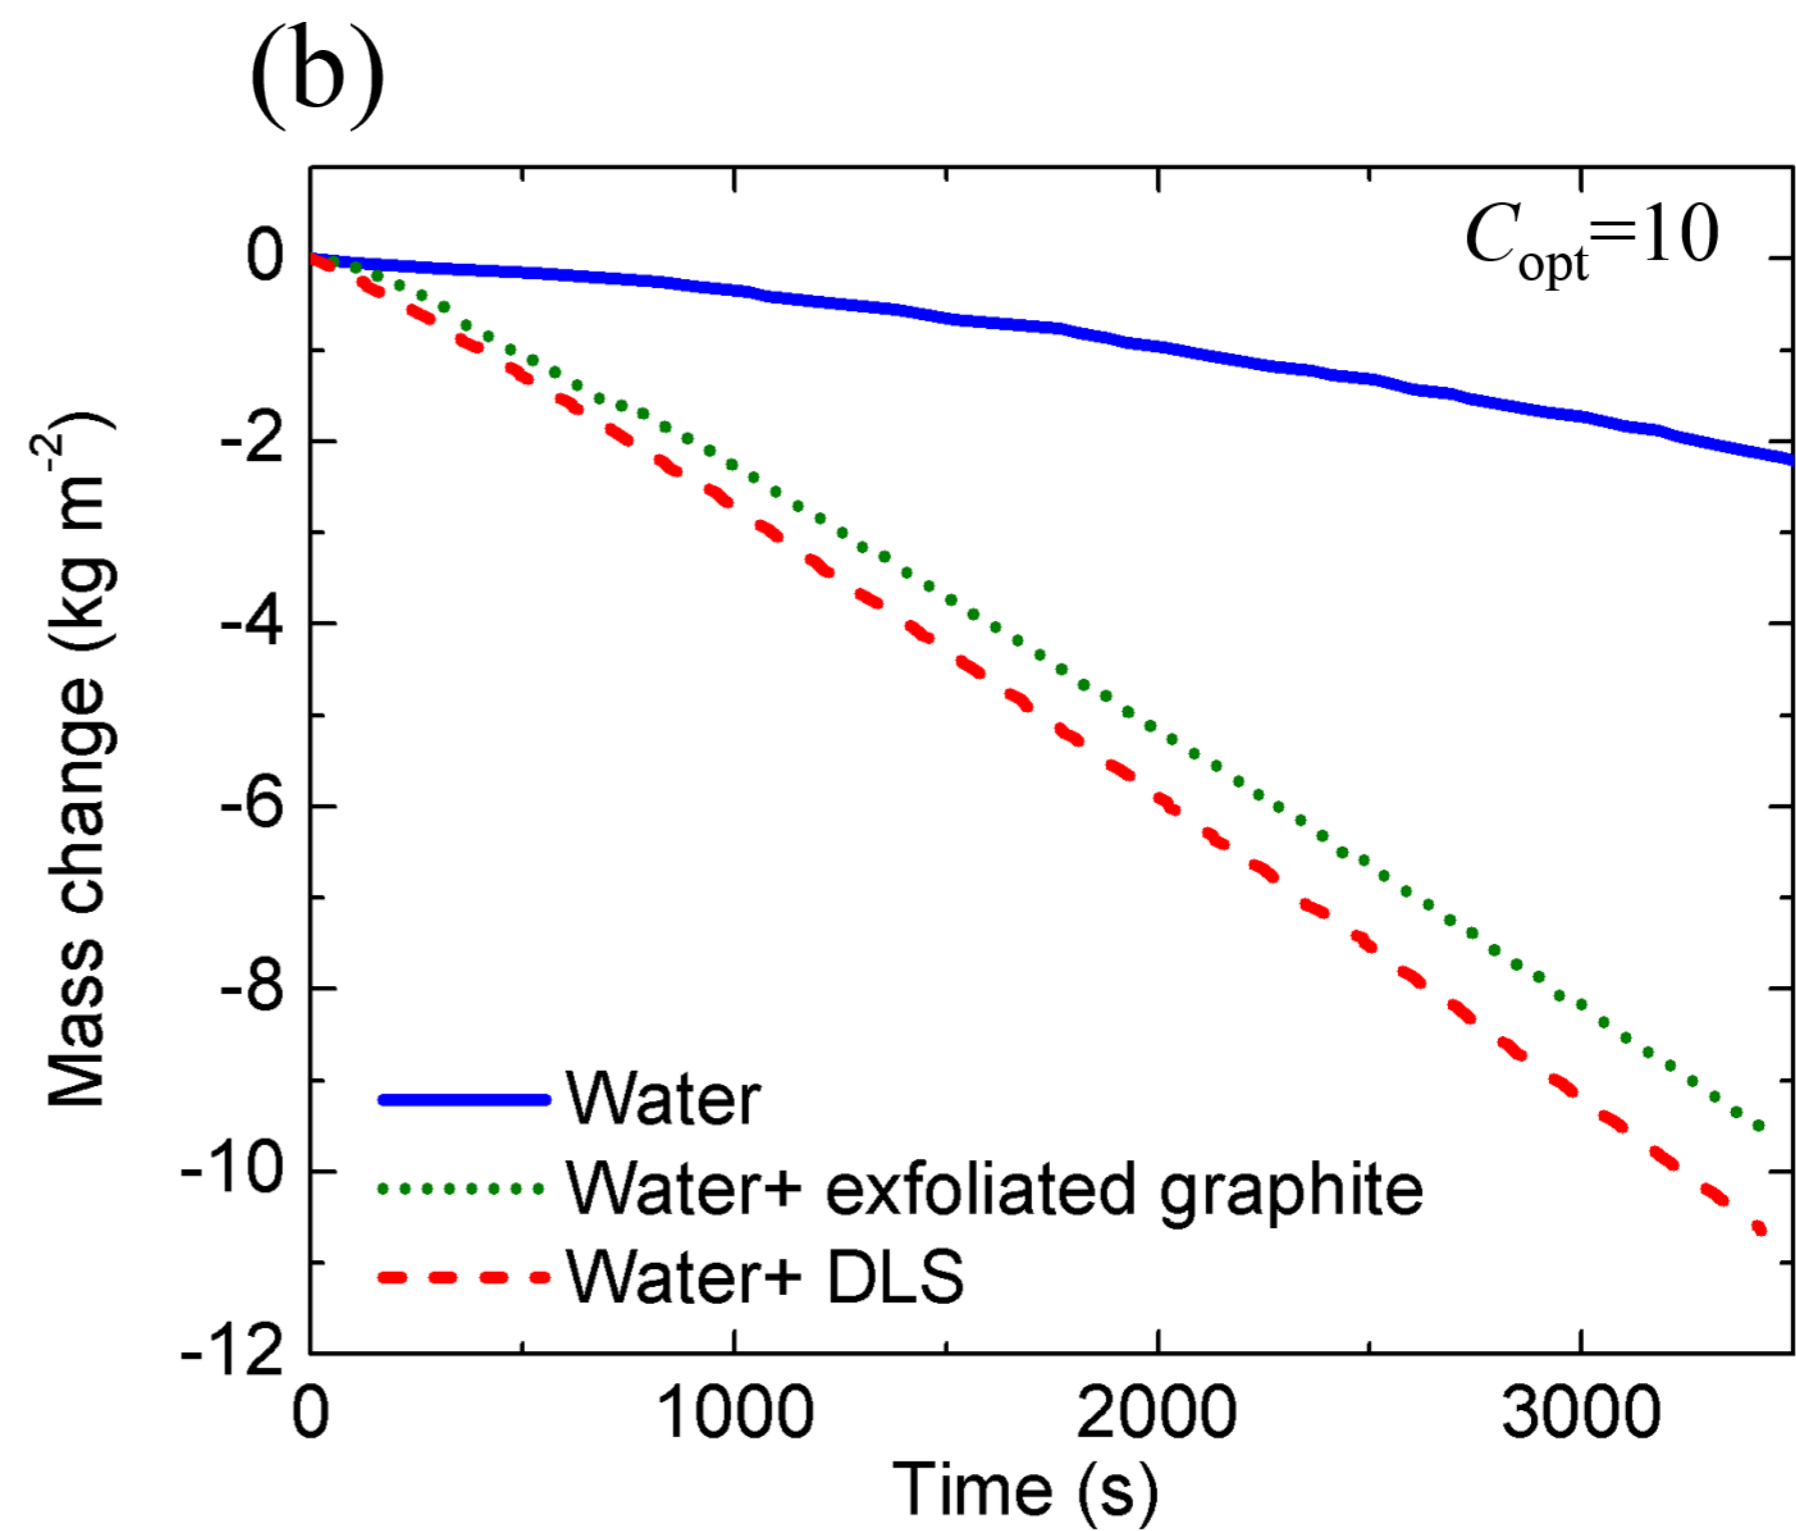 (b)
C_opt=10
0
-2
-4
-6
-8
-10
-12
Mass change (kg m⁻²)
Water
Water+ exfoliated graphite
Water+ DLS
0 1000 2000 3000
Time (s)